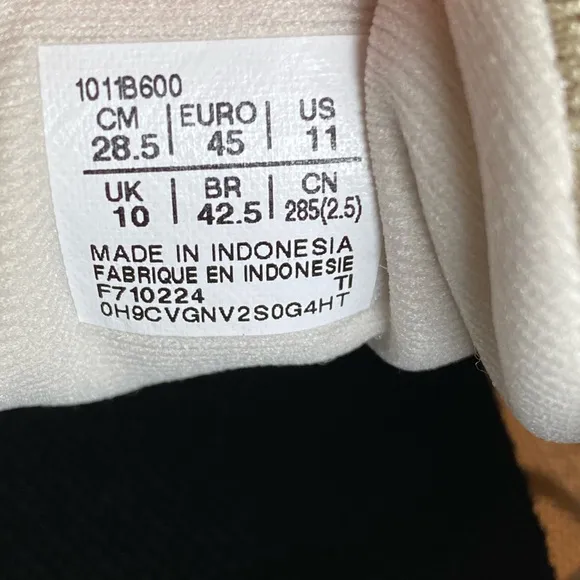 1011B600
CM | EURO | US
28.5 | 45 | 11
UK | BR | CN
10 | 42.5 | 285(2.5)
MADE IN INDONESIA
FABRIQUE EN INDONESIE
F710224 TI
0H9CVGNV2S0G4HT